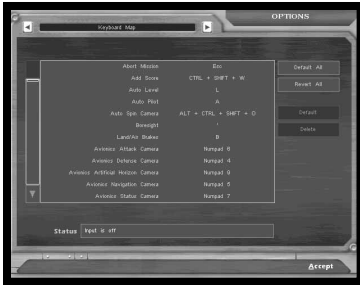 OPTIONS
Keyboard Map
Abort Mission Esc
Add Score CTRL + SHIFT + W
Auto Level L
Auto Pilot A
Auto Spin Camera ALT + CTRL + SHIFT + O
Boresight '
Land/Air Brakes B
Avionics Attack Camera Numpad 6
Avionics Defense Camera Numpad 4
Avionics Artificial Horizon Camera Numpad 8
Avionics Navigation Camera Numpad 5
Avionics Status Camera Numpad 7
Default All
Revert All
Default
Delete
Status Input is off
Accept